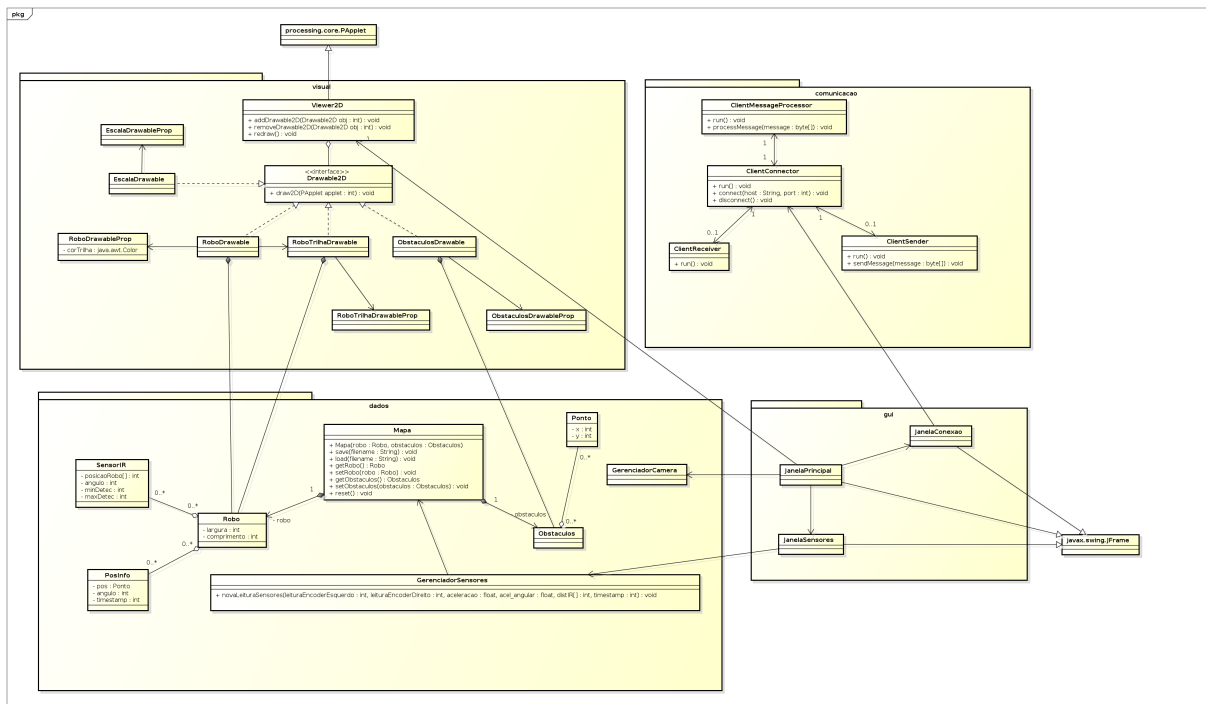 pkg
processing.core.PApplet
visual
Viewer2D
+ addDrawable2D(Drawable2D obj : int) : void
+ removeDrawable2D(Drawable2D obj : int) : void
+ redraw() : void
EscalaDrawableProp
EscalaDrawable
<<Interface>>
Drawable2D
+ draw2D(PApplet applet : int) : void
RoboDrawableProp
- corTrilha : java.awt.Color
RoboDrawable
RoboTrilhaDrawable
ObstaculosDrawable
RoboTrilhaDrawableProp
ObstaculosDrawableProp
comunicacao
ClientMessageProcessor
+ run() : void
+ processMessage(message : byte[]) : void
1
1
ClientConnector
+ run() : void
+ connect(host : String, port : int) : void
+ disconnect() : void
1
1
0..1
0..1
ClientReceiver
+ run() : void
ClientSender
+ run() : void
+ sendMessage(message : byte[]) : void
dados
Mapa
+ Mapa(robo : Robo, obstaculos : Obstaculos)
+ save(filename : String) : void
+ load(filename : String) : void
+ getRobo() : Robo
+ setRobo(robo : Robo) : void
+ getObstaculos() : Obstaculos
+ setObstaculos(obstaculos : Obstaculos) : void
+ reset() : void
Ponto
- x : int
- y : int
0..*
0..*
SensorIR
- posicaoRobo[] : int
- angulo : int
- minDetec : int
- maxDetec : int
0..*
0..*
Robo
- largura : int
- comprimento : int
1
- robo
1
obstaculos
Obstaculos
0..*
0..*
PosInfo
- pos : Ponto
- angulo : int
- timestamp : int
GerenciadorSensores
+ novaLeituraSensores(leituraEncoderEsquerdo : int, leituraEncoderDireito : int, aceleracao : float, acel_angular : float, distIR[] : int, timestamp : int) : void
gui
JanelaConexao
GerenciadorCamera
JanelaPrincipal
JanelaSensores
javax.swing.JFrame